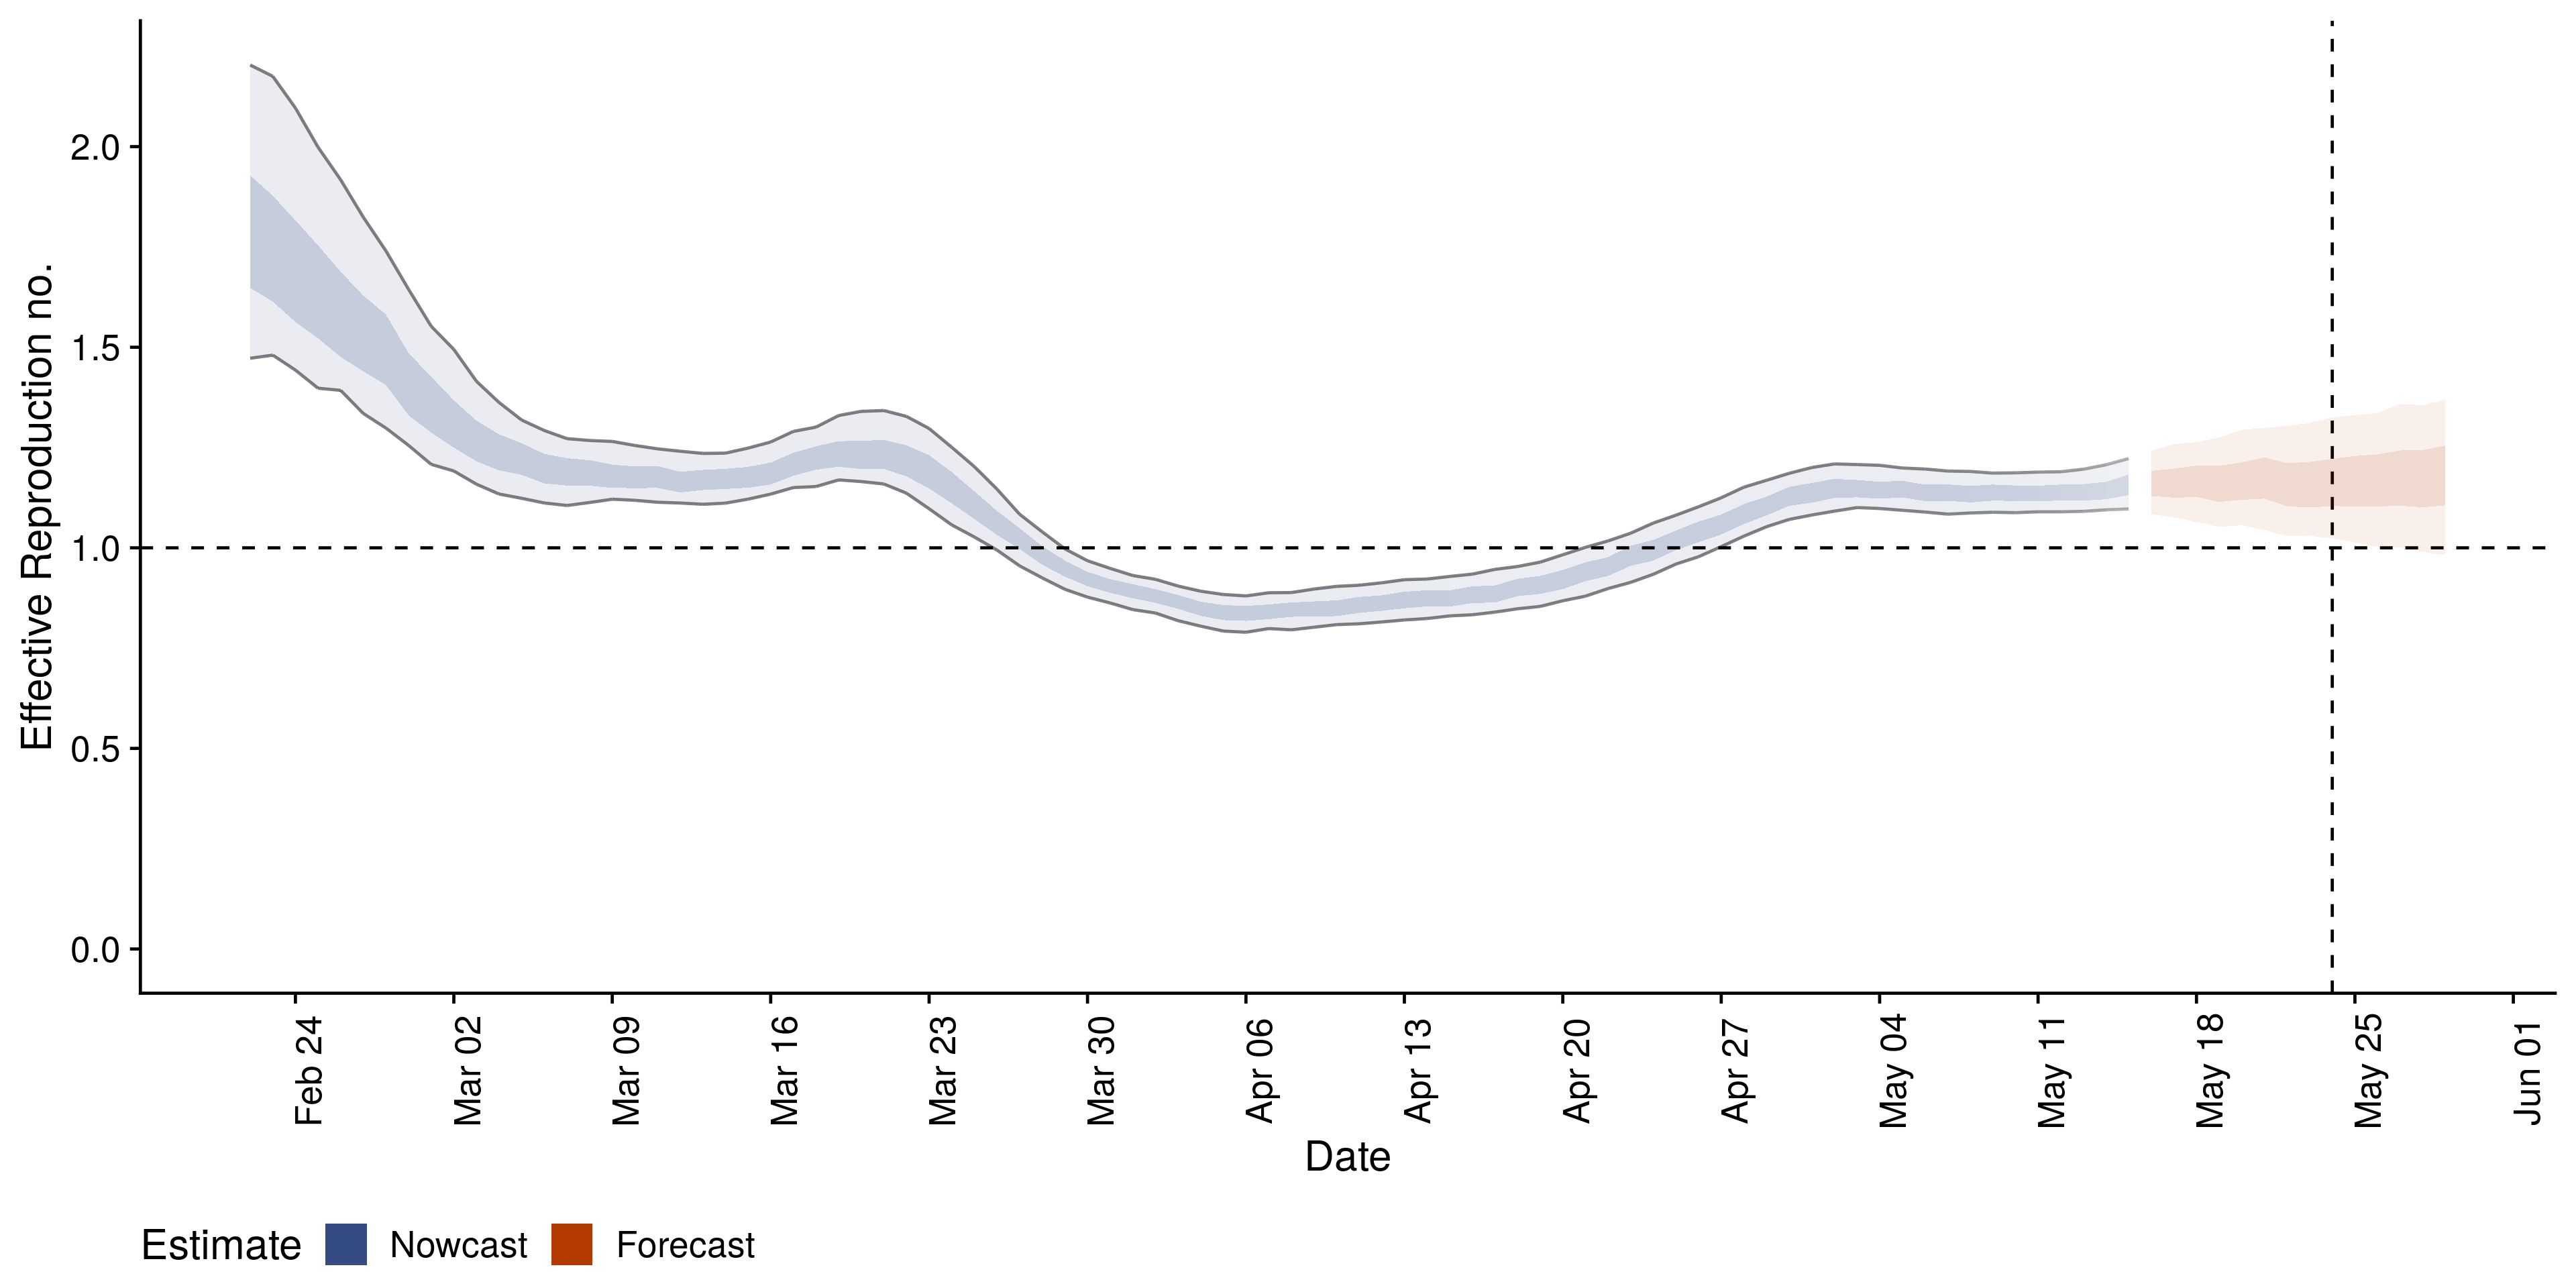 Effective Reproduction no.
2.0
1.5
1.0
0.5
0.0
Feb 24
Mar 02
Mar 09
Mar 16
Mar 23
Mar 30
Apr 06
Apr 13
Apr 20
Apr 27
May 04
May 11
May 18
May 25
Jun 01
Date
Estimate Nowcast Forecast